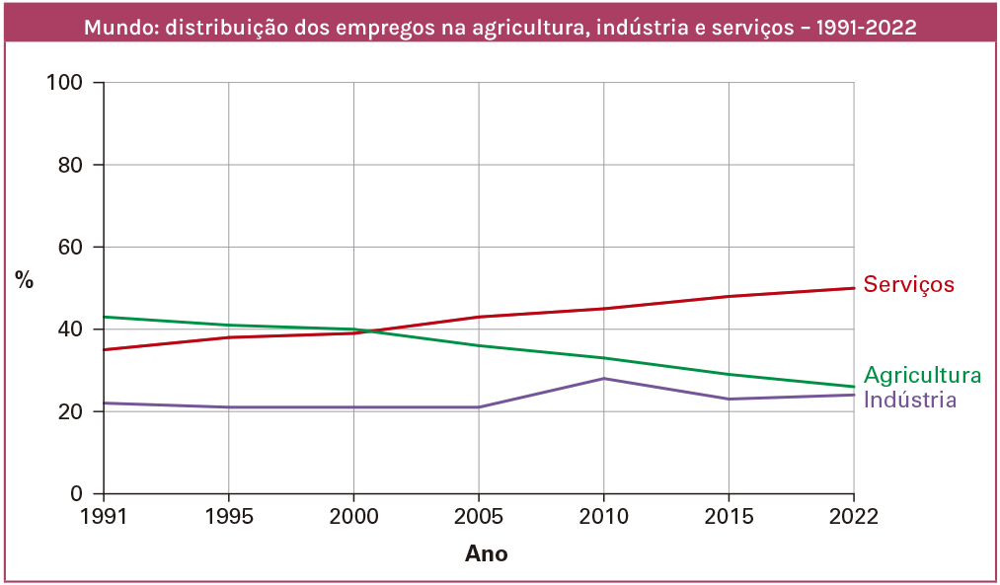 Mundo: distribuição dos empregos na agricultura, indústria e serviços – 1991-2022
100
80
60
%
40
20
0
Serviços
Agricultura
Indústria
1991 1995 2000 2005 2010 2015 2022
Ano